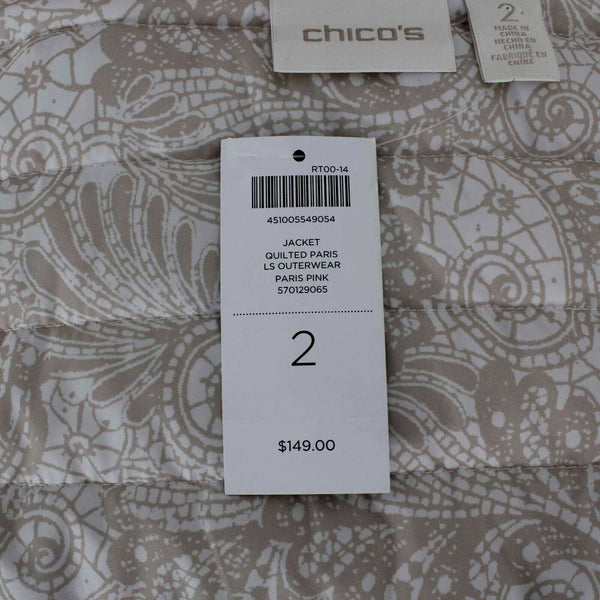 chico's
2
MADE IN
CHINA
HECHO EN
CHINA
FABRIQUÉ EN
CHINE
RT00-14
451005549054
JACKET
QUILTED PARIS
LS OUTERWEAR
PARIS PINK
570129065
2
$149.00